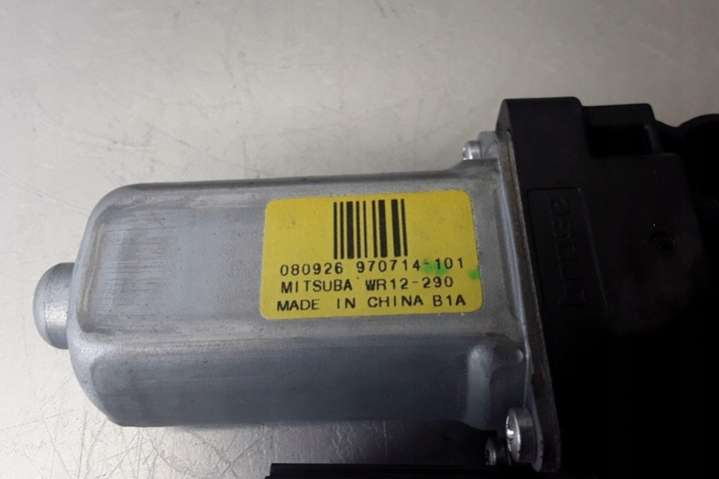 080926 970714-101
MITSUBA WR12-290
MADE IN CHINA B1A